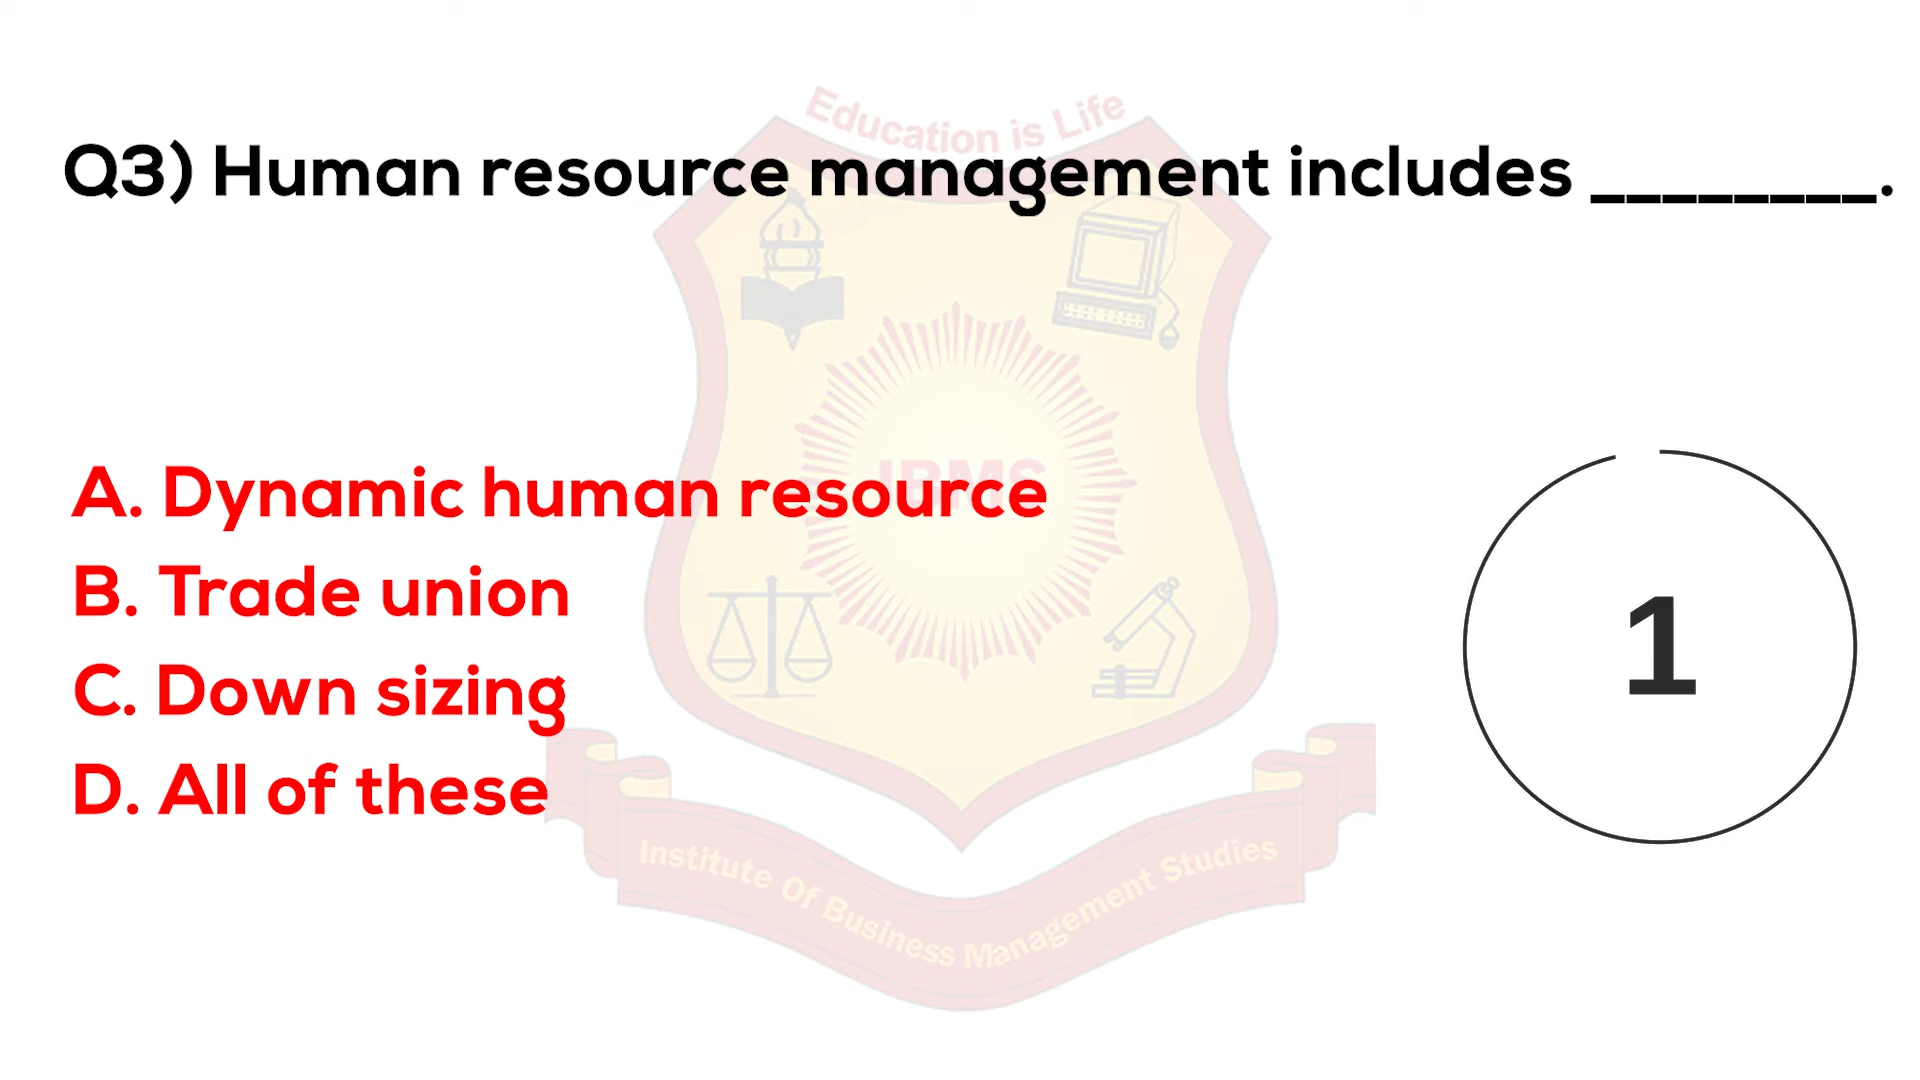 Education is Life
Q3) Human resource management includes ________.
IBMS
A. Dynamic human resource
B. Trade union
C. Down sizing
D. All of these
1
Institute Of Business Management Studies